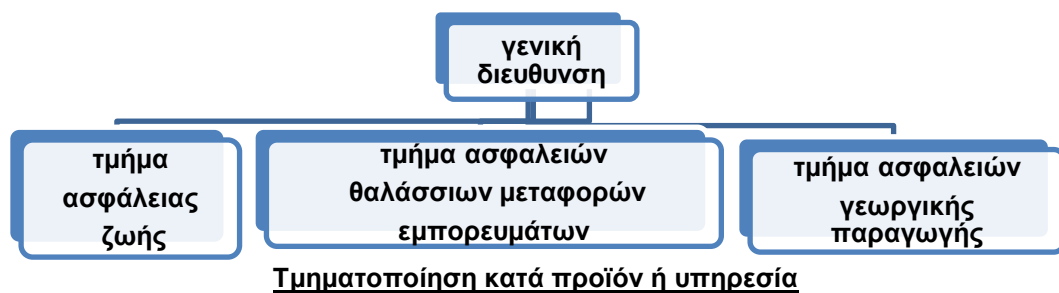 γενική
διευθυνση
τμήμα
ασφάλειας
ζωής
τμήμα ασφαλειών
θαλάσσιων μεταφορών
εμπορευμάτων
τμήμα ασφαλειών
γεωργικής
παραγωγής
Τμηματοποίηση κατά προϊόν ή υπηρεσία